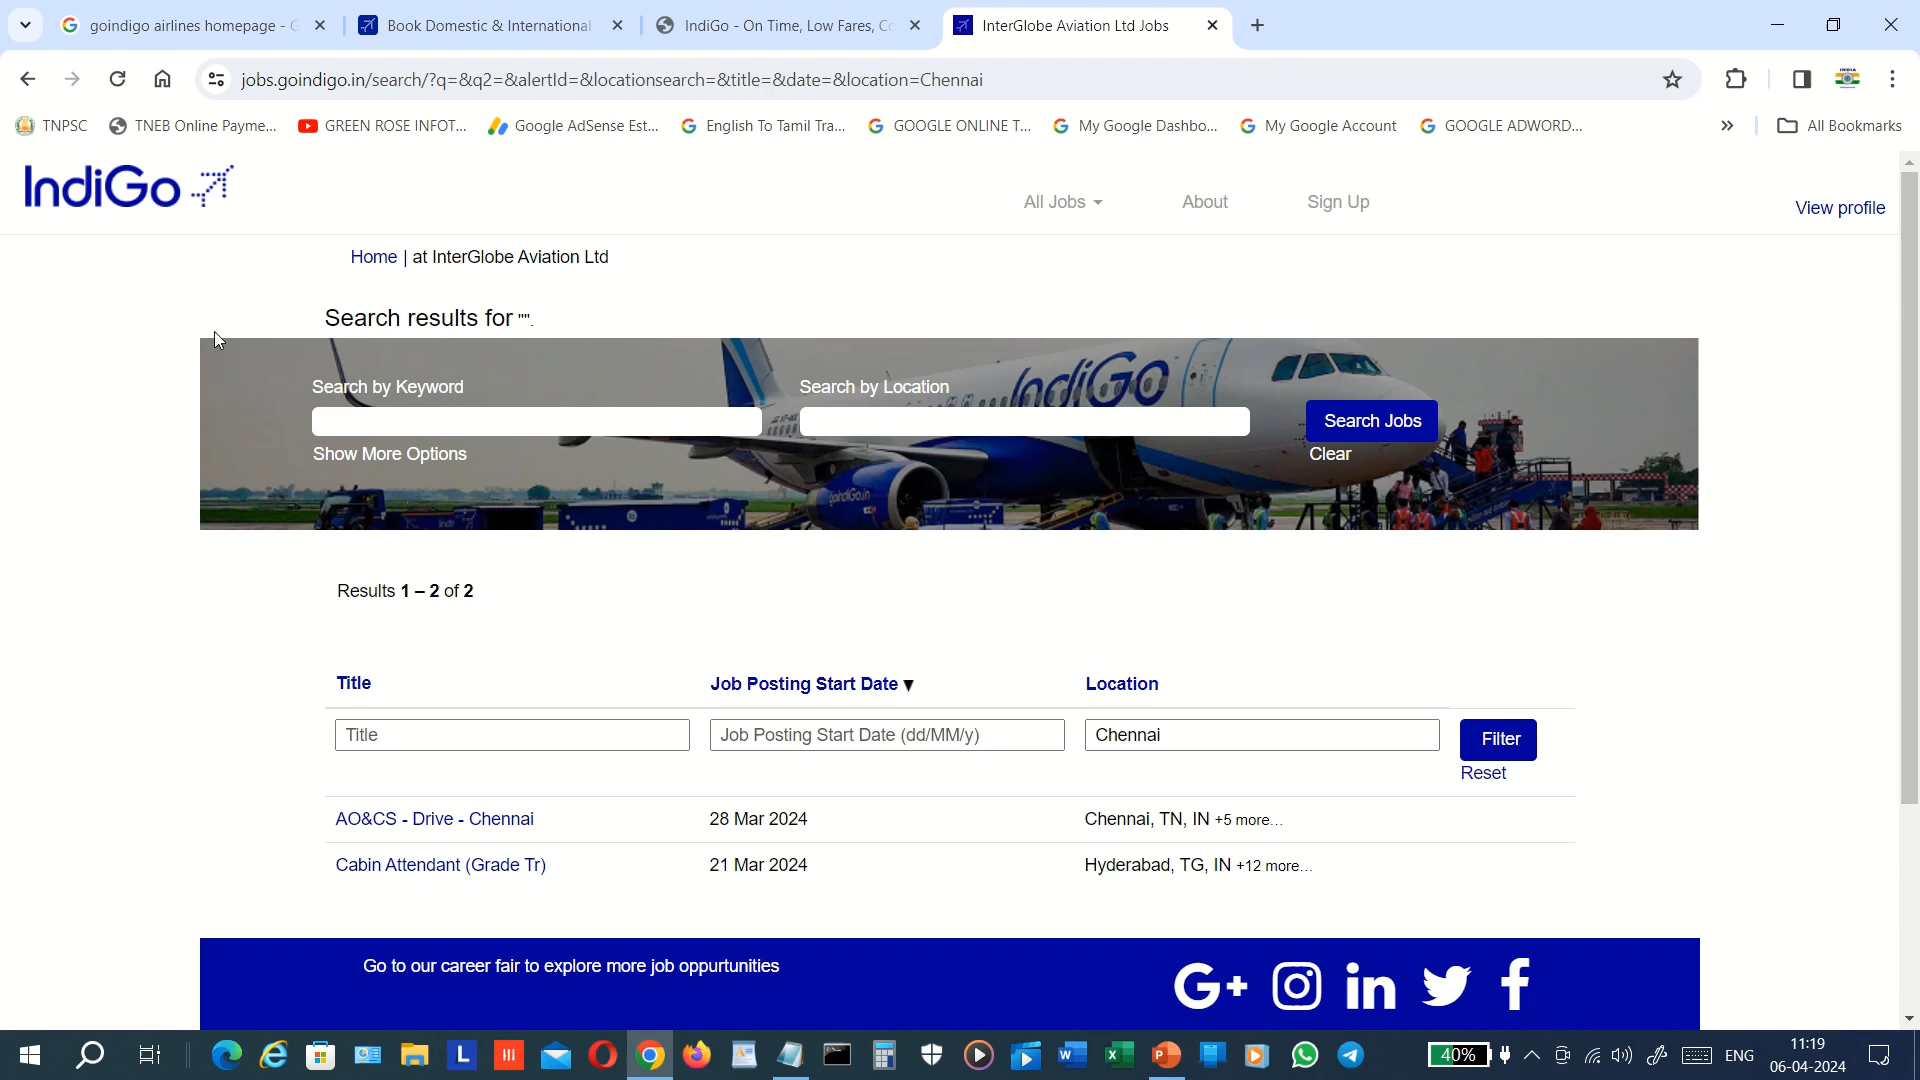 goindigo airlines homepage - G
Book Domestic & International
IndiGo - On Time, Low Fares, Co
InterGlobe Aviation Ltd Jobs
jobs.goindigo.in/search/?q=&q2=&alertId=&locationsearch=&title=&date=&location=Chennai
TNPSC
TNEB Online Payme...
GREEN ROSE INFOT...
Google AdSense Est...
English To Tamil Tra...
GOOGLE ONLINE T...
My Google Dashbo...
My Google Account
GOOGLE ADWORD...
All Bookmarks
IndiGo
All Jobs
About
Sign Up
View profile
Home | at InterGlobe Aviation Ltd
Search results for "".
IndiGo
Search by Keyword
Search by Location
Search Jobs
Show More Options
Clear
goIndiGo.in
Results 1 – 2 of 2
Title
Job Posting Start Date ▼
Location
Title
Job Posting Start Date (dd/MM/y)
Chennai
Filter
Reset
AO&CS - Drive - Chennai
28 Mar 2024
Chennai, TN, IN +5 more…
Cabin Attendant (Grade Tr)
21 Mar 2024
Hyderabad, TG, IN +12 more…
Go to our career fair to explore more job oppurtunities
40%
ENG
11:19
06-04-2024